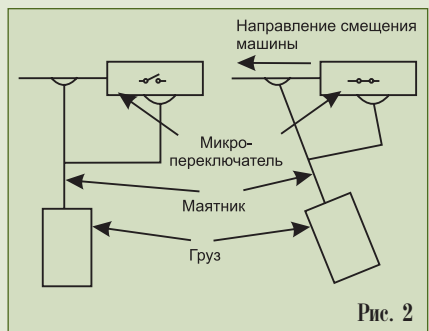 Направление смещения
машины
Микро-
переключатель
Маятник
Груз
Рис. 2